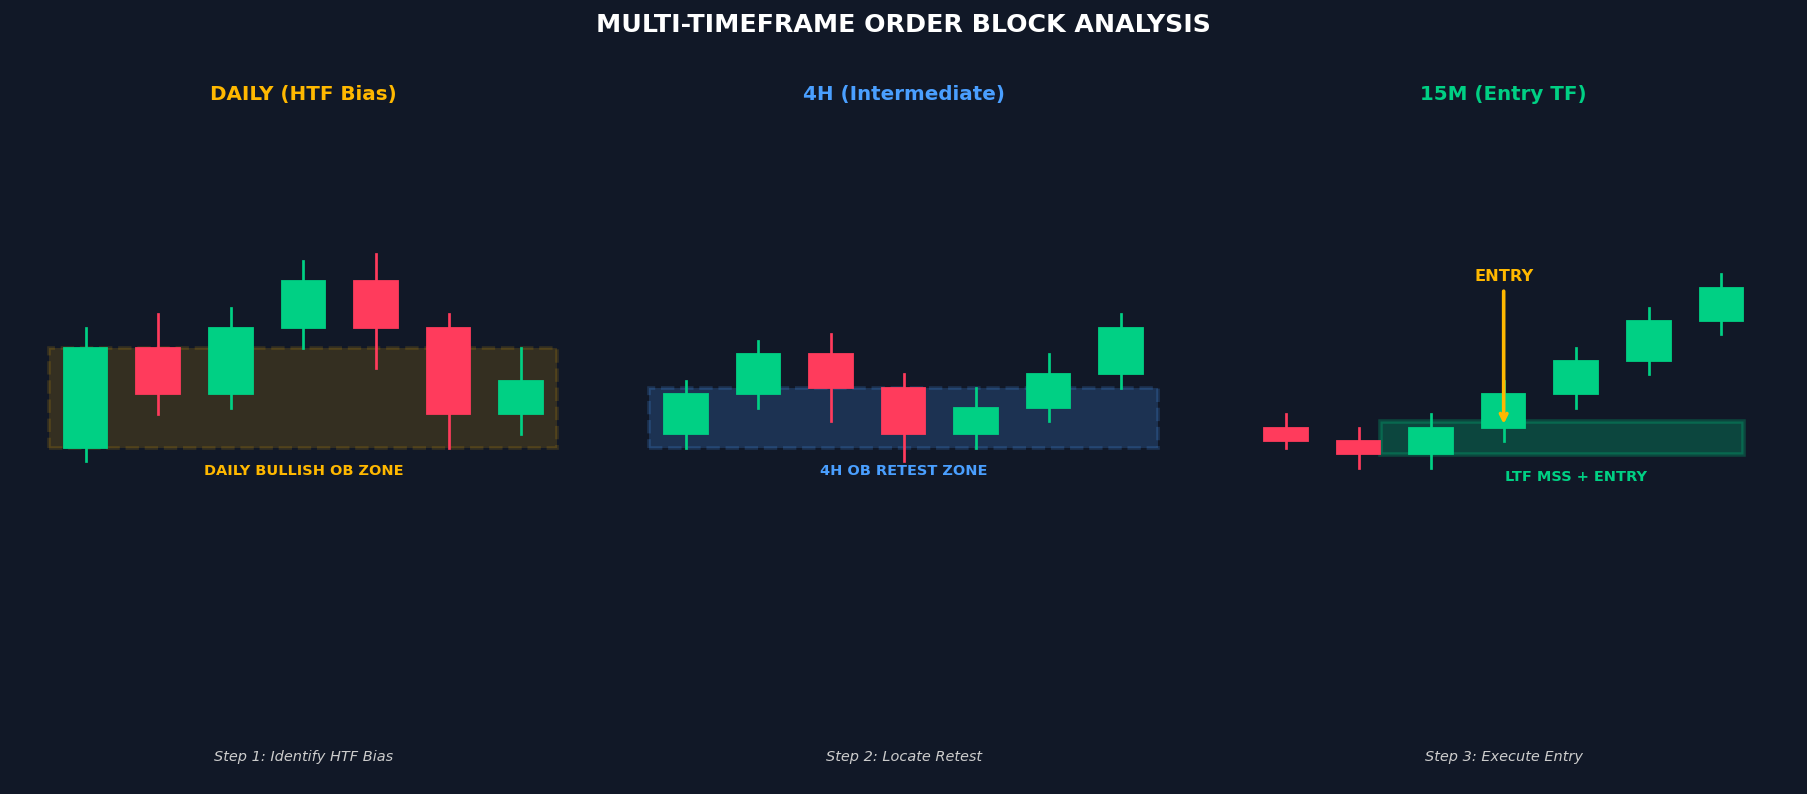 MULTI-TIMEFRAME ORDER BLOCK ANALYSIS
DAILY (HTF Bias)
DAILY BULLISH OB ZONE
Step 1: Identify HTF Bias
4H (Intermediate)
4H OB RETEST ZONE
Step 2: Locate Retest
15M (Entry TF)
ENTRY
LTF MSS + ENTRY
Step 3: Execute Entry